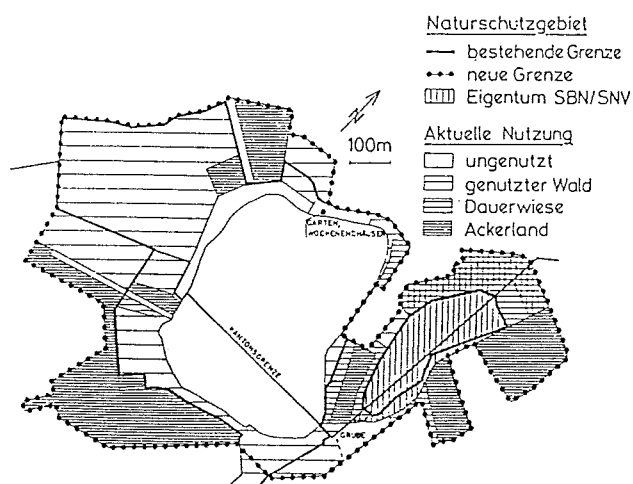 Naturschutzgebiet
bestehende Grenze
neue Grenze
Eigentum SBN/SNV
100m
Aktuelle Nutzung
ungenutzt
genutzter Wald
Dauerwiese
Ackerland
GARTEN,
WOCHENENDHÄUSER
KANTONSGRENZE
GRUBE